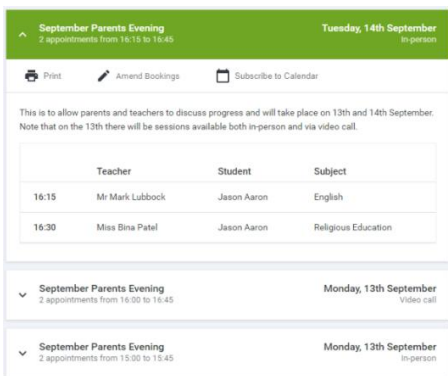 September Parents Evening Tuesday, 14th September
2 appointments from 16:15 to 16:45 In-person
Print Amend Bookings Subscribe to Calendar
This is to allow parents and teachers to discuss progress and will take place on 13th and 14th September.
Note that on the 13th there will be sessions available both in-person and via video call.
Teacher Student Subject
16:15 Mr Mark Lubbock Jason Aaron English
16:30 Miss Bina Patel Jason Aaron Religious Education
September Parents Evening Monday, 13th September
2 appointments from 16:00 to 16:45 Video call
September Parents Evening Monday, 13th September
2 appointments from 15:00 to 15:45 In-person